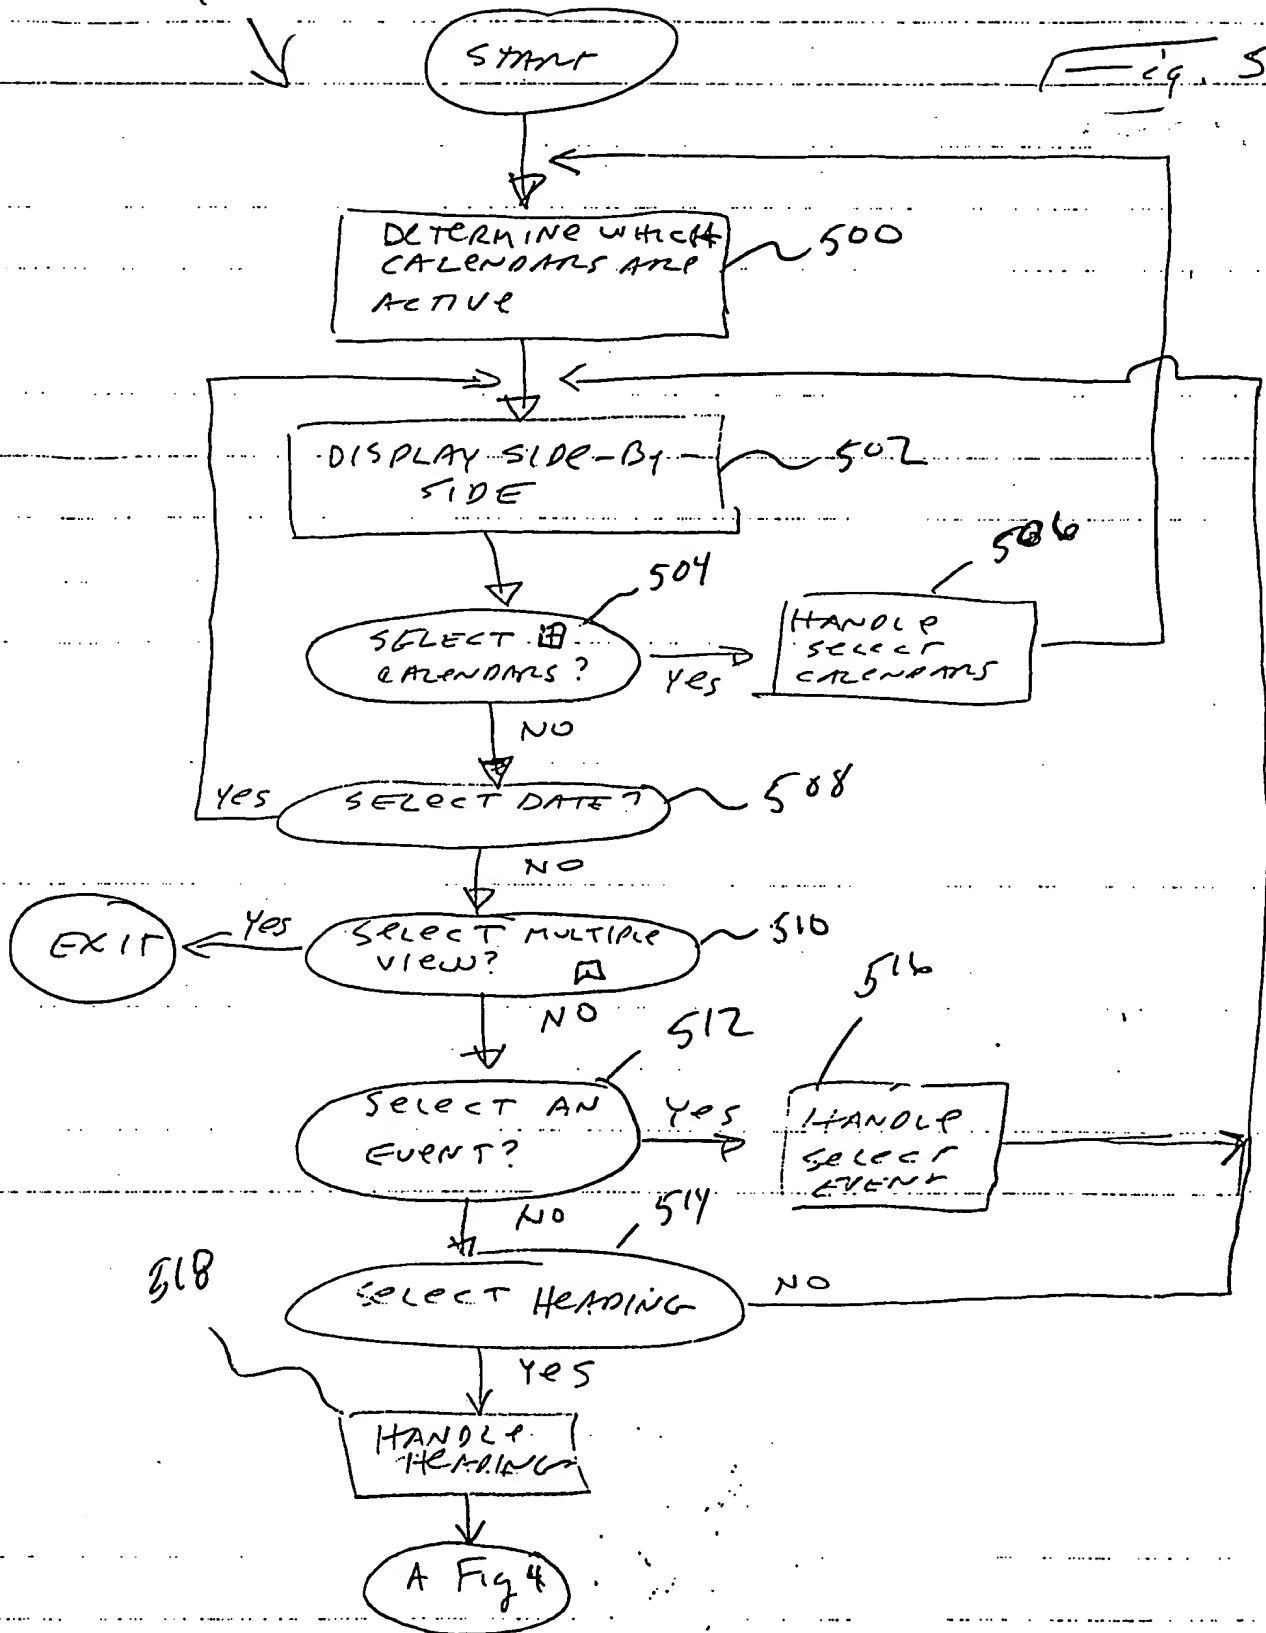 START
Fig. 5
DETERMINE WHICH
CALENDARS ARE
ACTIVE
500
DISPLAY SIDE-BY-
SIDE
502
504
506
SELECT
CALENDARS?
Yes
HANDLE
SELECT
CALENDARS
NO
Yes
SELECT DATE?
508
NO
EXIT
Yes
SELECT MULTIPLE
VIEW?
510
NO
516
512
SELECT AN
EVENT?
Yes
HANDLE
SELECT
EVENT
NO
514
518
SELECT HEADING
NO
Yes
HANDLE
HEADING
A Fig 4